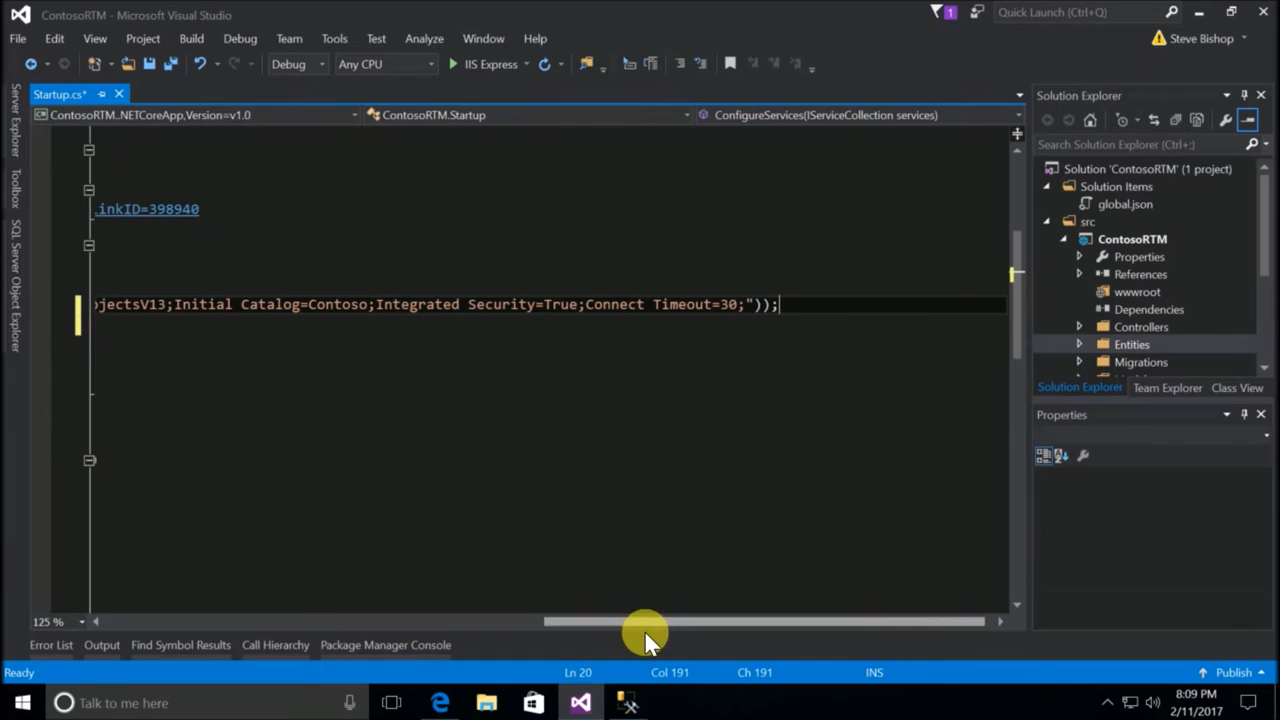 ContosoRTM - Microsoft Visual Studio
1
Quick Launch (Ctrl+Q)
File Edit View Project Debug Team Tools Test Analyze Window Help
Steve Bishop
Debug Any CPU IIS Express
Startup.cs*
ContosoRTM..NETCoreApp,Version=v1.0 ContosoRTM.Startup ConfigureServices(IServiceCollection services)
Server Explorer
Toolbox
SQL Server Object Explorer
.inkID=398940
ojectsV13;Initial Catalog=Contoso;Integrated Security=True;Connect Timeout=30;"));
125 %
Solution Explorer
Search Solution Explorer (Ctrl+;)
Solution 'ContosoRTM' (1 project)
Solution Items
global.json
src
ContosoRTM
Properties
References
wwwroot
Dependencies
Controllers
Entities
Migrations
Solution Explorer Team Explorer Class View
Properties
Error List Output Find Symbol Results Call Hierarchy Package Manager Console
Ready Ln 20 Col 191 Ch 191 INS Publish
Talk to me here
8:09 PM
2/11/2017